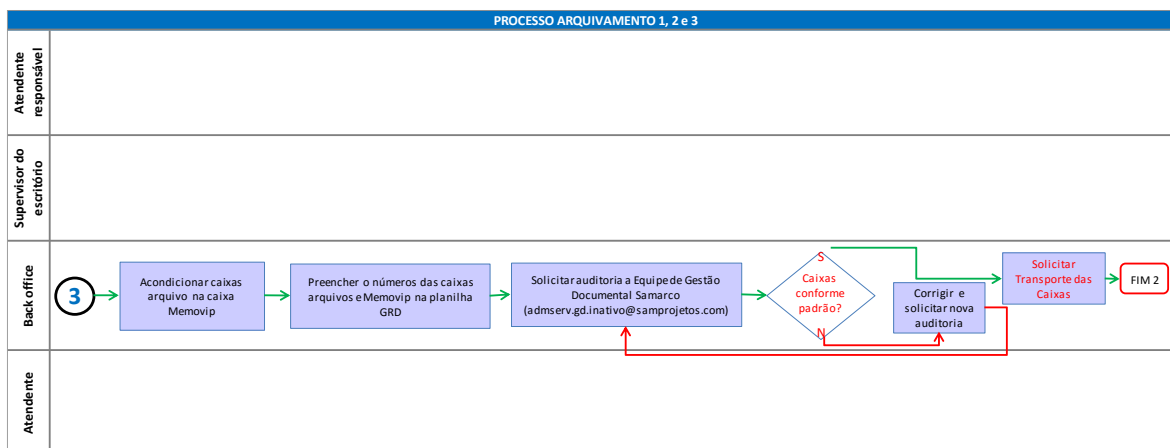 PROCESSO ARQUIVAMENTO 1, 2 e 3
Atendente
responsável
Supervisor do
escritório
Back office
3
Acondicionar caixas
arquivo na caixa
Memovip
Preencher o números das caixas
arquivos e Memovip na planilha
GRD
Solicitar auditoria a Equipe de Gestão
Documental Samarco
(admserv.gd.inativo@samprojetos.com)
S
Caixas
conforme
padrão?
N
Corrigir e
solicitar nova
auditoria
Solicitar
Transporte das
Caixas
FIM 2
Atendente